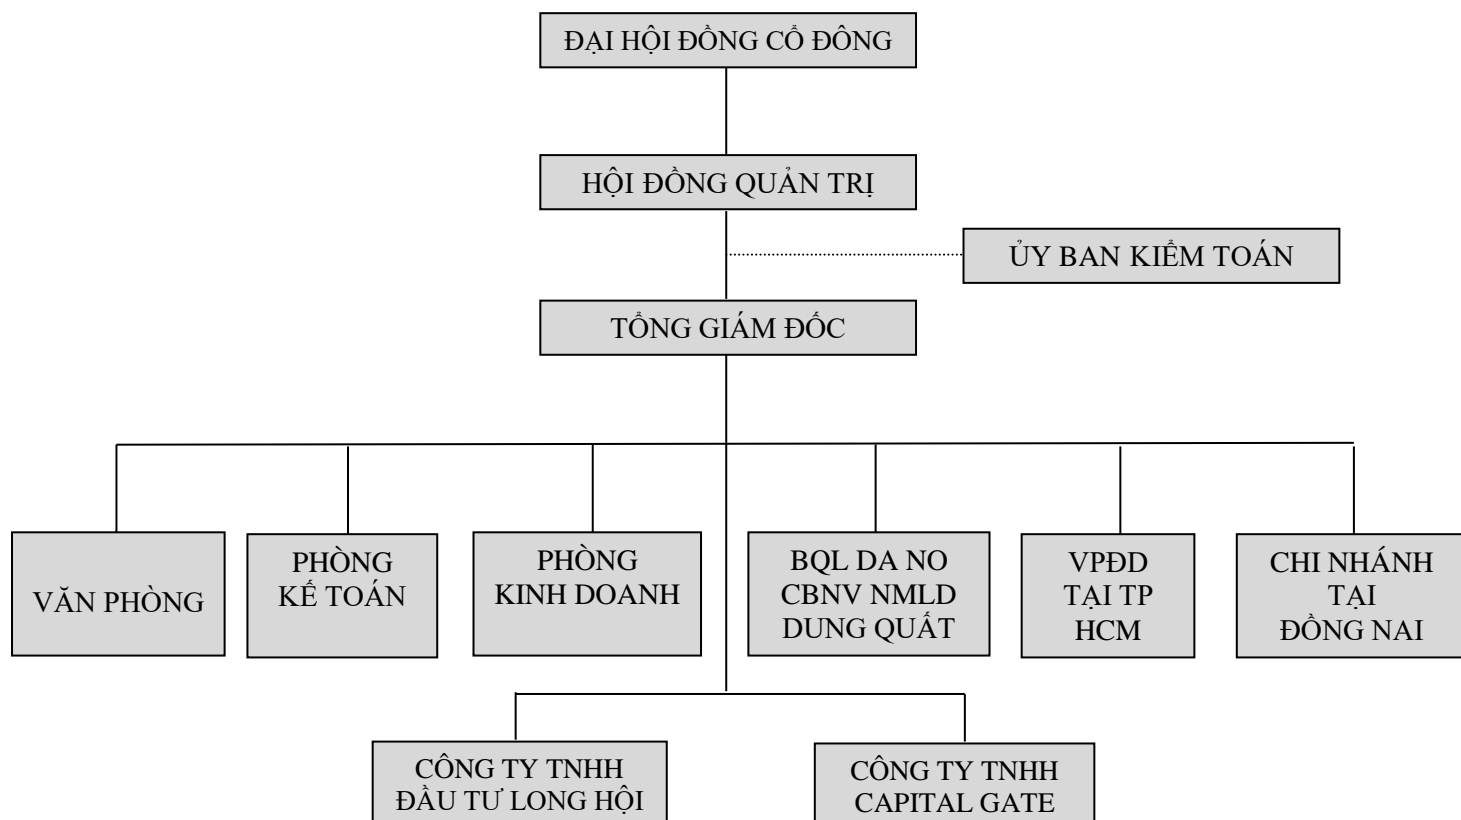 ĐẠI HỘI ĐỒNG CỔ ĐÔNG
HỘI ĐỒNG QUẢN TRỊ
ỦY BAN KIỂM TOÁN
TỔNG GIÁM ĐỐC
VĂN PHÒNG
PHÒNG
KẾ TOÁN
PHÒNG
KINH DOANH
BQL DA NO
CBNV NMLD
DUNG QUẤT
VPĐD
TẠI TP
HCM
CHI NHÁNH
TẠI
ĐỒNG NAI
CÔNG TY TNHH
ĐẦU TƯ LONG HỘI
CÔNG TY TNHH
CAPITAL GATE